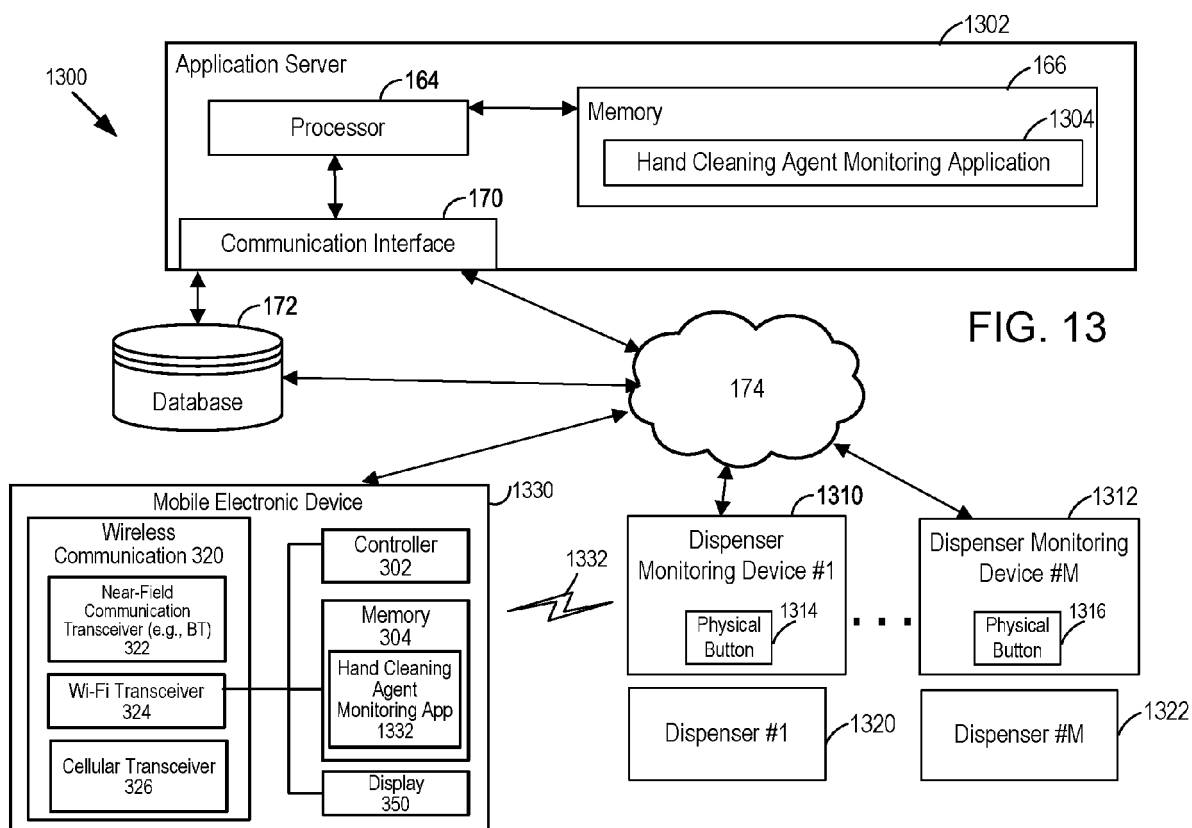 1302
Application Server
1300
164
Processor
166
Memory
1304
Hand Cleaning Agent Monitoring Application
170
Communication Interface
172
Database
174
FIG. 13
1330
Mobile Electronic Device
Wireless
Communication 320
Near-Field
Communication
Transceiver (e.g., BT)
322
Wi-Fi Transceiver
324
Cellular Transceiver
326
Controller
302
Memory
304
Hand Cleaning
Agent
Monitoring App
1332
Display
350
1332
1310
Dispenser
Monitoring Device #1
1314
Physical
Button
1312
Dispenser Monitoring
Device #M
1316
Physical
Button
Dispenser #1
1320
Dispenser #M
1322